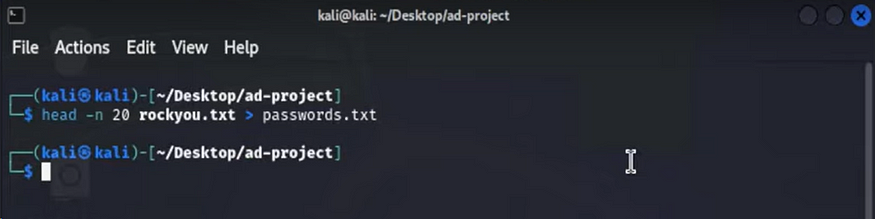 kali@kali: ~/Desktop/ad-project
File Actions Edit View Help
┌──(kali㉿kali)-[~/Desktop/ad-project]
└─$ head -n 20 rockyou.txt > passwords.txt
┌──(kali㉿kali)-[~/Desktop/ad-project]
└─$